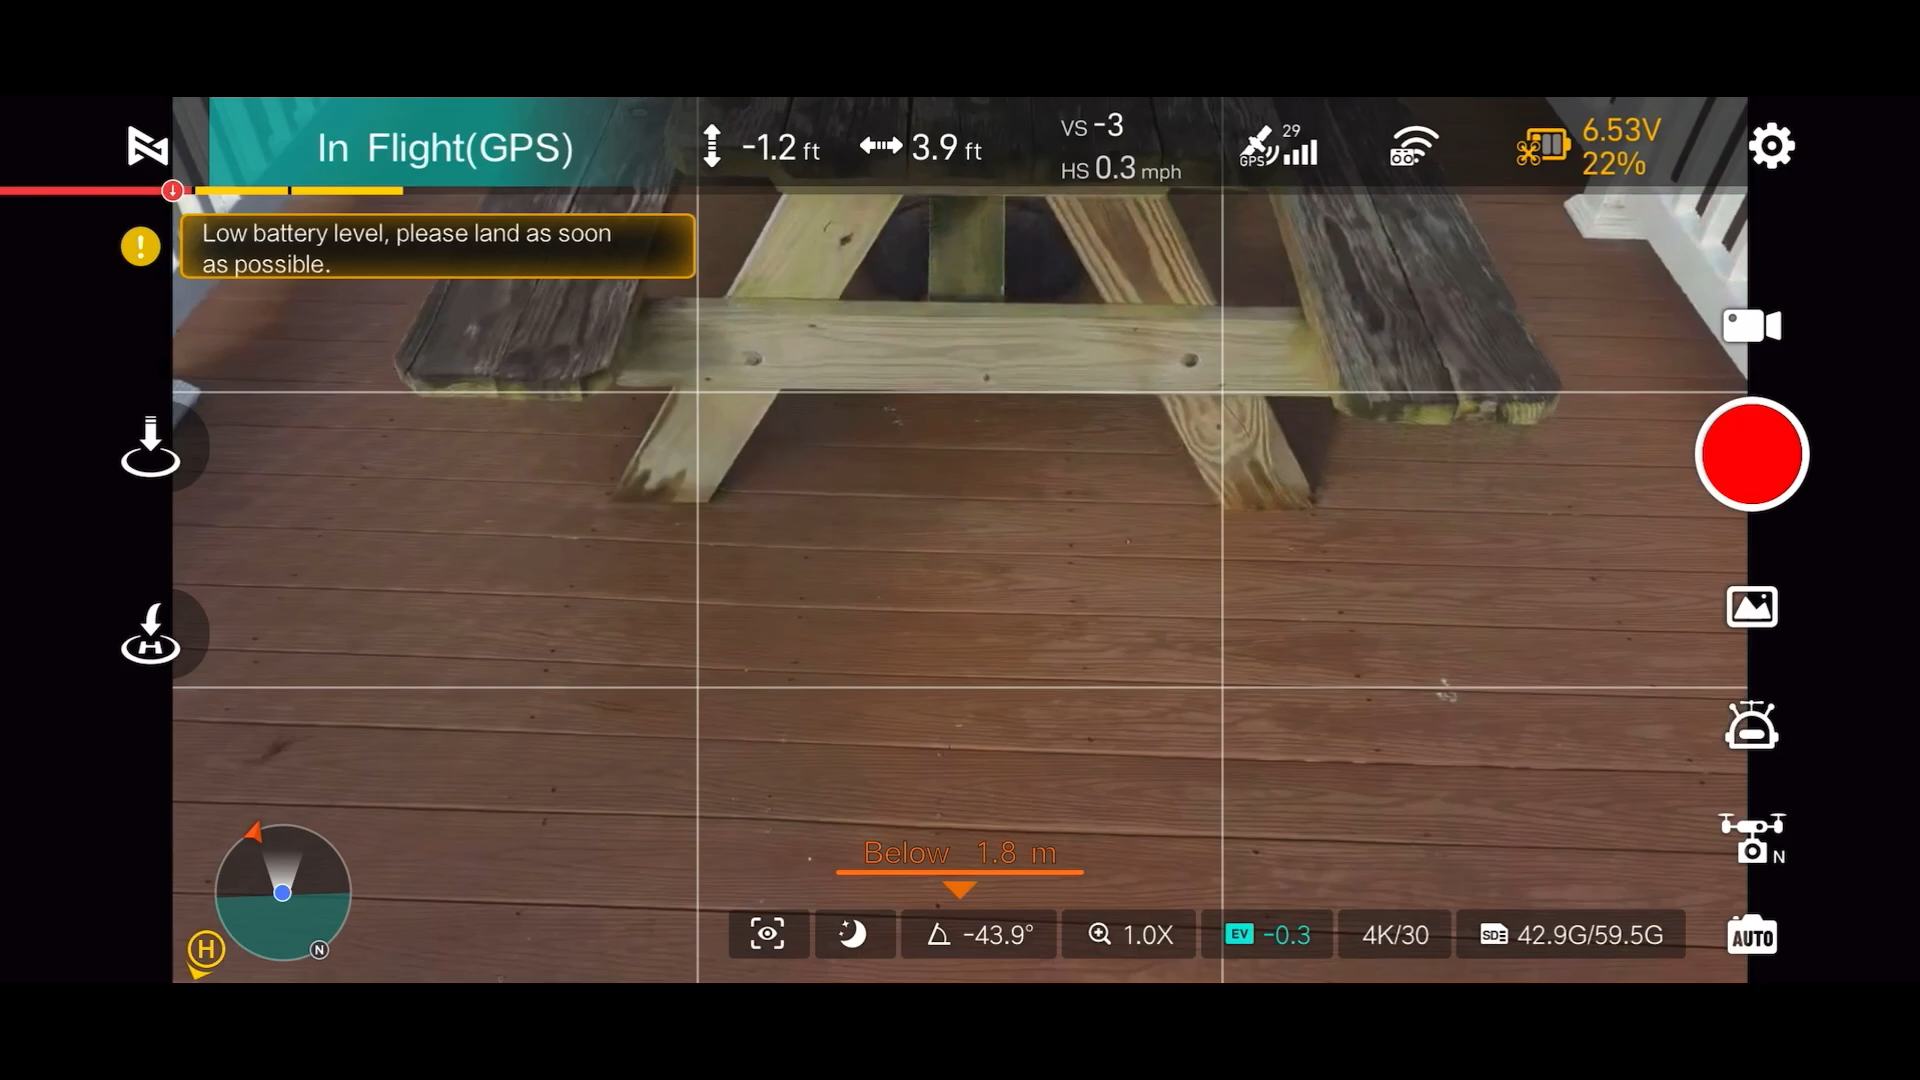 In Flight(GPS)
-1.2 ft
3.9 ft
VS -3
HS 0.3 mph
GPS
29
6.53V
22%
Low battery level, please land as soon
as possible.
H
Below 1.8 m
N
H
N
-43.9°
1.0X
EV -0.3
4K/30
SD 42.9G/59.5G
AUTO